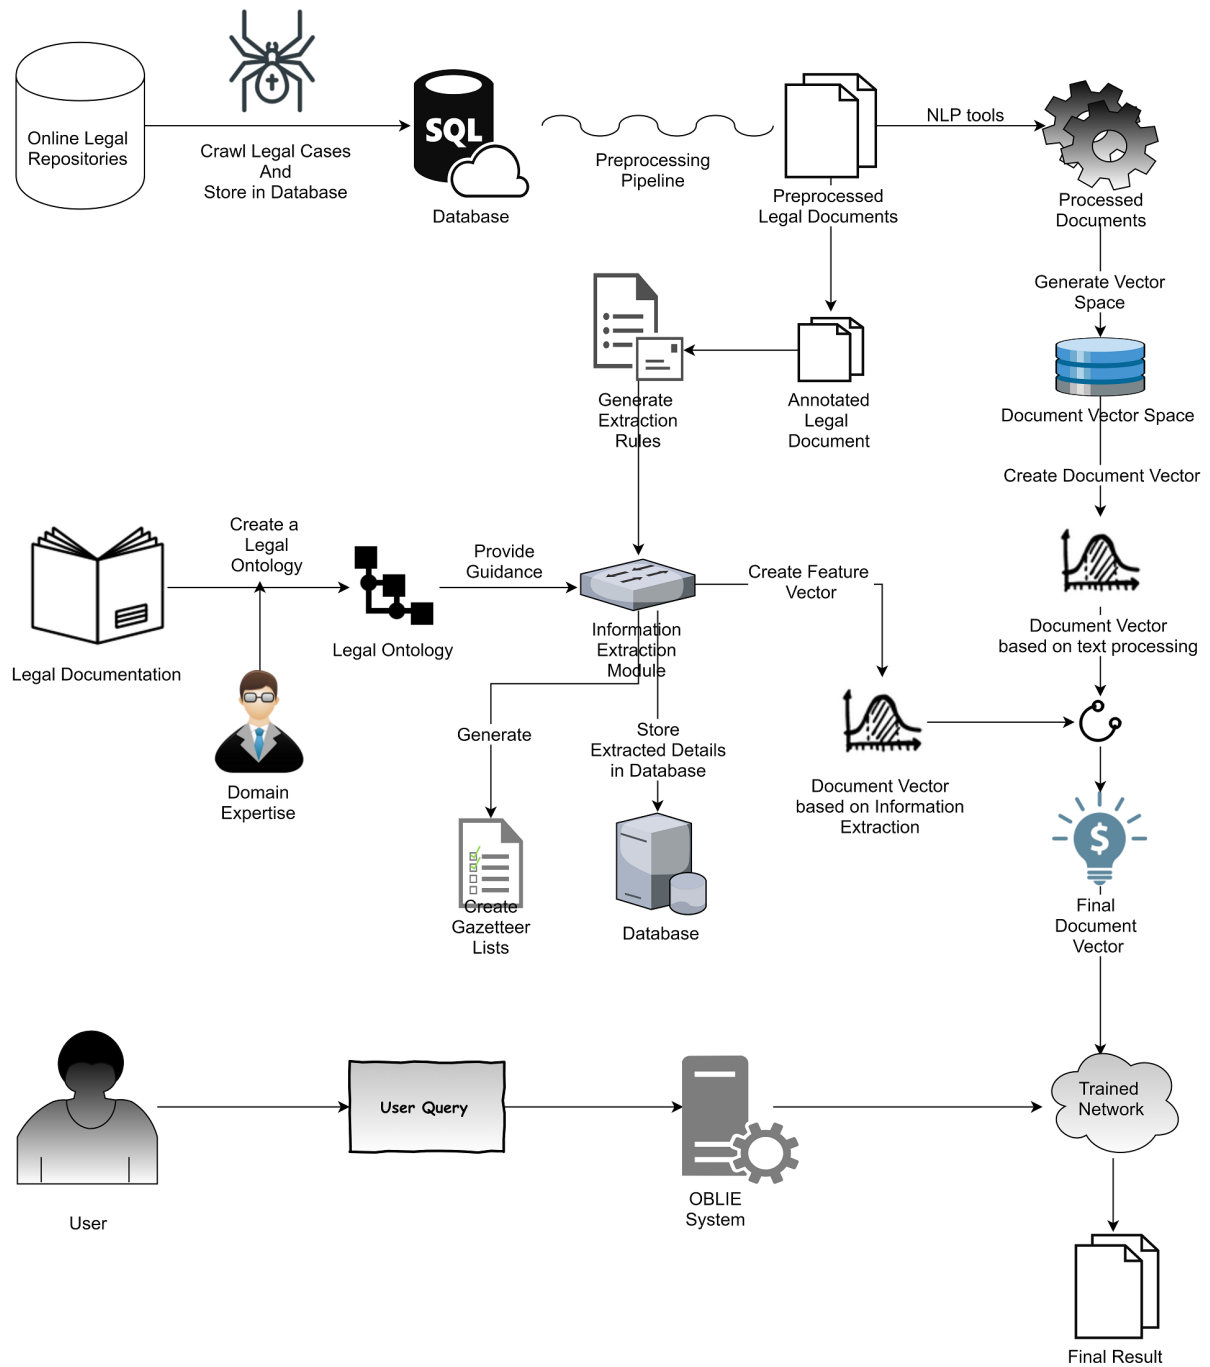 Online Legal
Repositories
Crawl Legal Cases
And
Store in Database
SQL
Database
Preprocessing
Pipeline
Preprocessed
Legal Documents
NLP tools
Processed
Documents
Generate Vector
Space
Document Vector Space
Create Document Vector
Document Vector
based on text processing
Generate
Extraction
Rules
Annotated
Legal
Document
Create a
Legal
Ontology
Legal Documentation
Domain
Expertise
Legal Ontology
Provide
Guidance
Information
Extraction
Module
Create Feature
Vector
Generate
Store
Extracted Details
in Database
Document Vector
based on Information
Extraction
$
Create
Gazetteer
Lists
Database
Final
Document
Vector
User
User Query
OBLIE
System
Trained
Network
Final Result